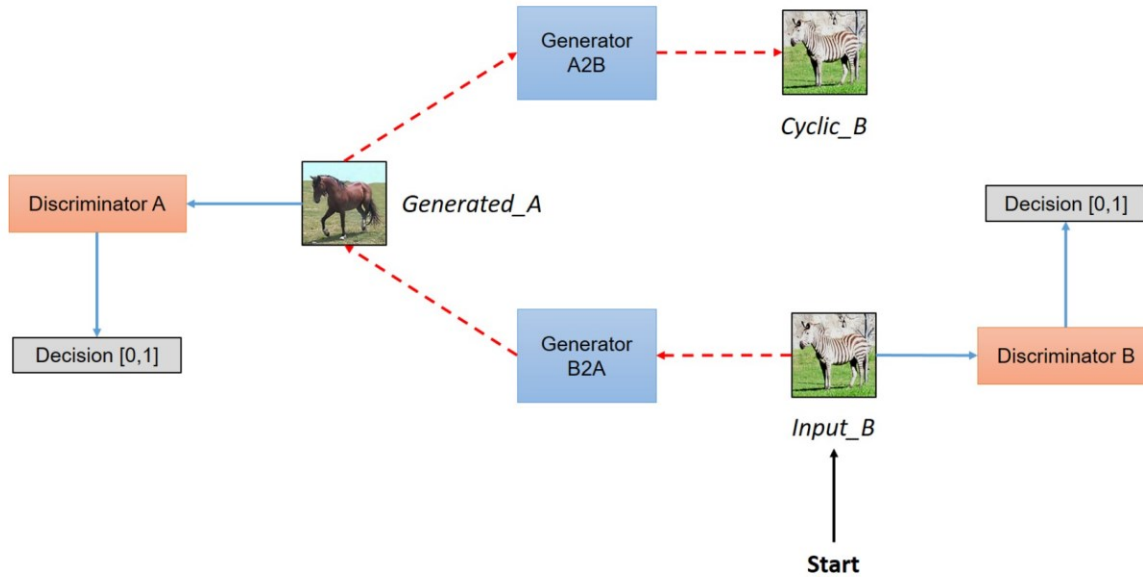 Generator
A2B
Cyclic_B
Discriminator A
Generated_A
Decision [0,1]
Decision [0,1]
Generator
B2A
Discriminator B
Input_B
Start